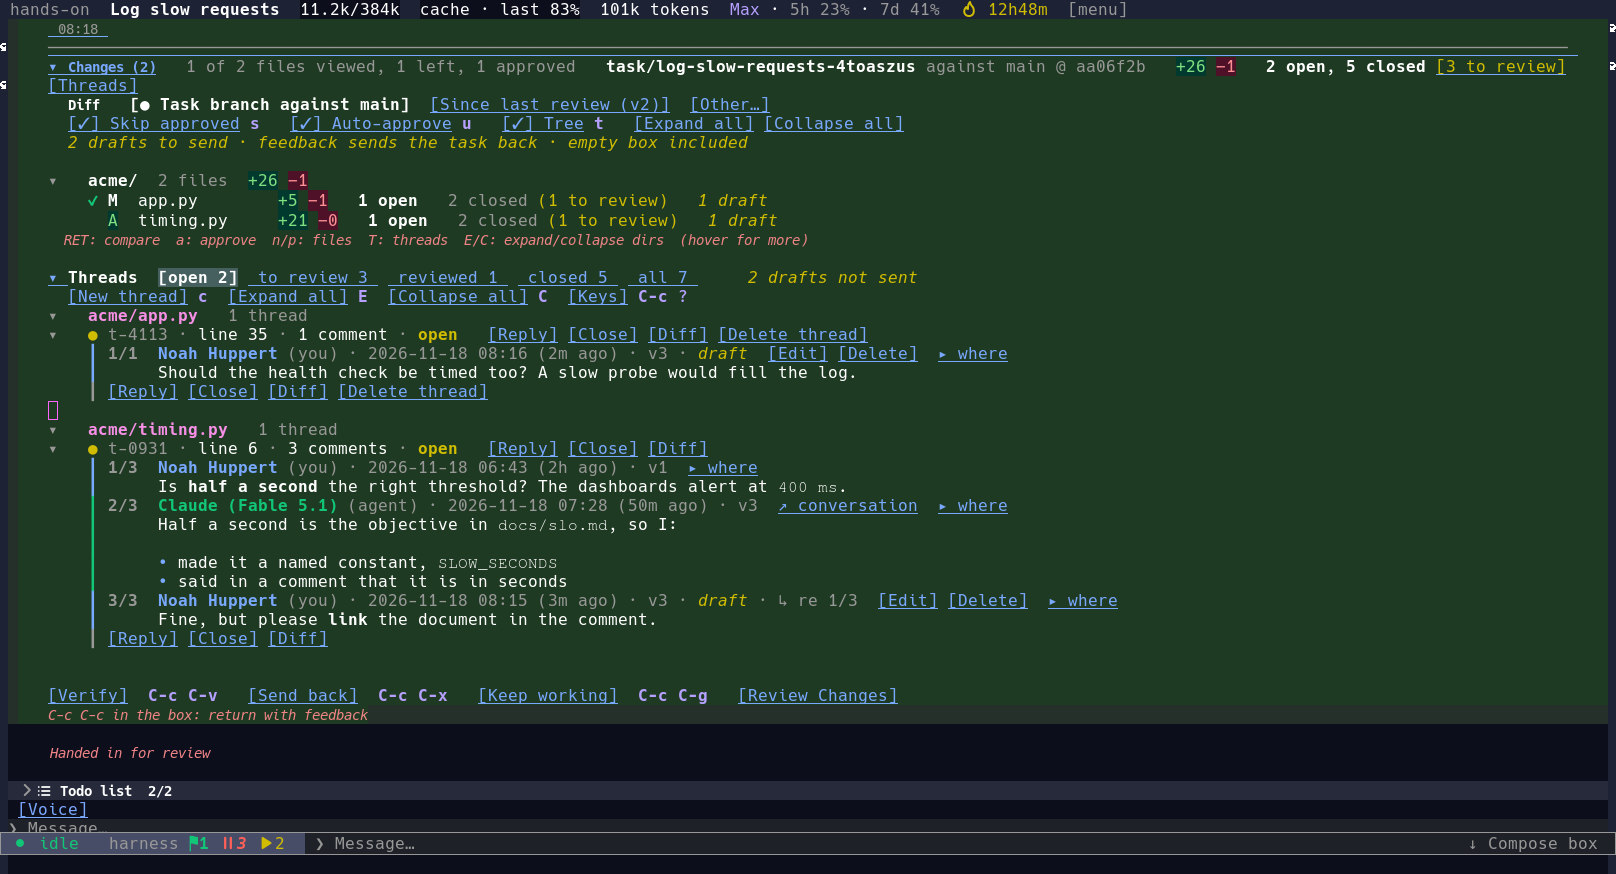 hands-on  Log slow requests  11.2k/384k  cache · last 83%  101k tokens  Max · 5h 23% · 7d 41%  12h48m  [menu]
08:18
▾ Changes (2)   1 of 2 files viewed, 1 left, 1 approved   task/log-slow-requests-4toaszus against main @ aa06f2b   +26 −1   2 open, 5 closed [3 to review]
[Threads]
Diff   [● Task branch against main]  [Since last review (v2)]  [Other…]
[✓] Skip approved s   [✓] Auto-approve u   [✓] Tree t   [Expand all] [Collapse all]
2 drafts to send · feedback sends the task back · empty box included
▾   acme/  2 files  +26 −1
✓ M  app.py        +5 −1   1 open   2 closed (1 to review)   1 draft
A  timing.py     +21 −0   1 open   2 closed (1 to review)   1 draft
RET: compare  a: approve  n/p: files  T: threads  E/C: expand/collapse dirs  (hover for more)
▾ Threads  [open 2]  to review 3   reviewed 1   closed 5   all 7      2 drafts not sent
[New thread] c  [Expand all] E  [Collapse all] C  [Keys] C-c ?
▾   acme/app.py   1 thread
▾   ● t-4113 · line 35 · 1 comment · open   [Reply] [Close] [Diff] [Delete thread]
1/1  Noah Huppert (you) · 2026-11-18 08:16 (2m ago) · v3 · draft  [Edit] [Delete]  ▸ where
Should the health check be timed too? A slow probe would fill the log.
[Reply] [Close] [Diff] [Delete thread]
▾   acme/timing.py   1 thread
▾   ● t-0931 · line 6 · 3 comments · open   [Reply] [Close] [Diff]
1/3  Noah Huppert (you) · 2026-11-18 06:43 (2h ago) · v1  ▸ where
Is half a second the right threshold? The dashboards alert at 400 ms.
2/3  Claude (Fable 5.1) (agent) · 2026-11-18 07:28 (50m ago) · v3  ↗ conversation  ▸ where
Half a second is the objective in docs/slo.md, so I:
• made it a named constant, SLOW_SECONDS
• said in a comment that it is in seconds
3/3  Noah Huppert (you) · 2026-11-18 08:15 (3m ago) · v3 · draft · ↳ re 1/3  [Edit] [Delete]  ▸ where
Fine, but please link the document in the comment.
[Reply] [Close] [Diff]
[Verify]  C-c C-v   [Send back]  C-c C-x   [Keep working]  C-c C-g   [Review Changes]
C-c C-c in the box: return with feedback
Handed in for review
Todo list  2/2
[Voice]
❯ Message…
● idle   harness 1 3 2   ❯ Message…   ↓ Compose box